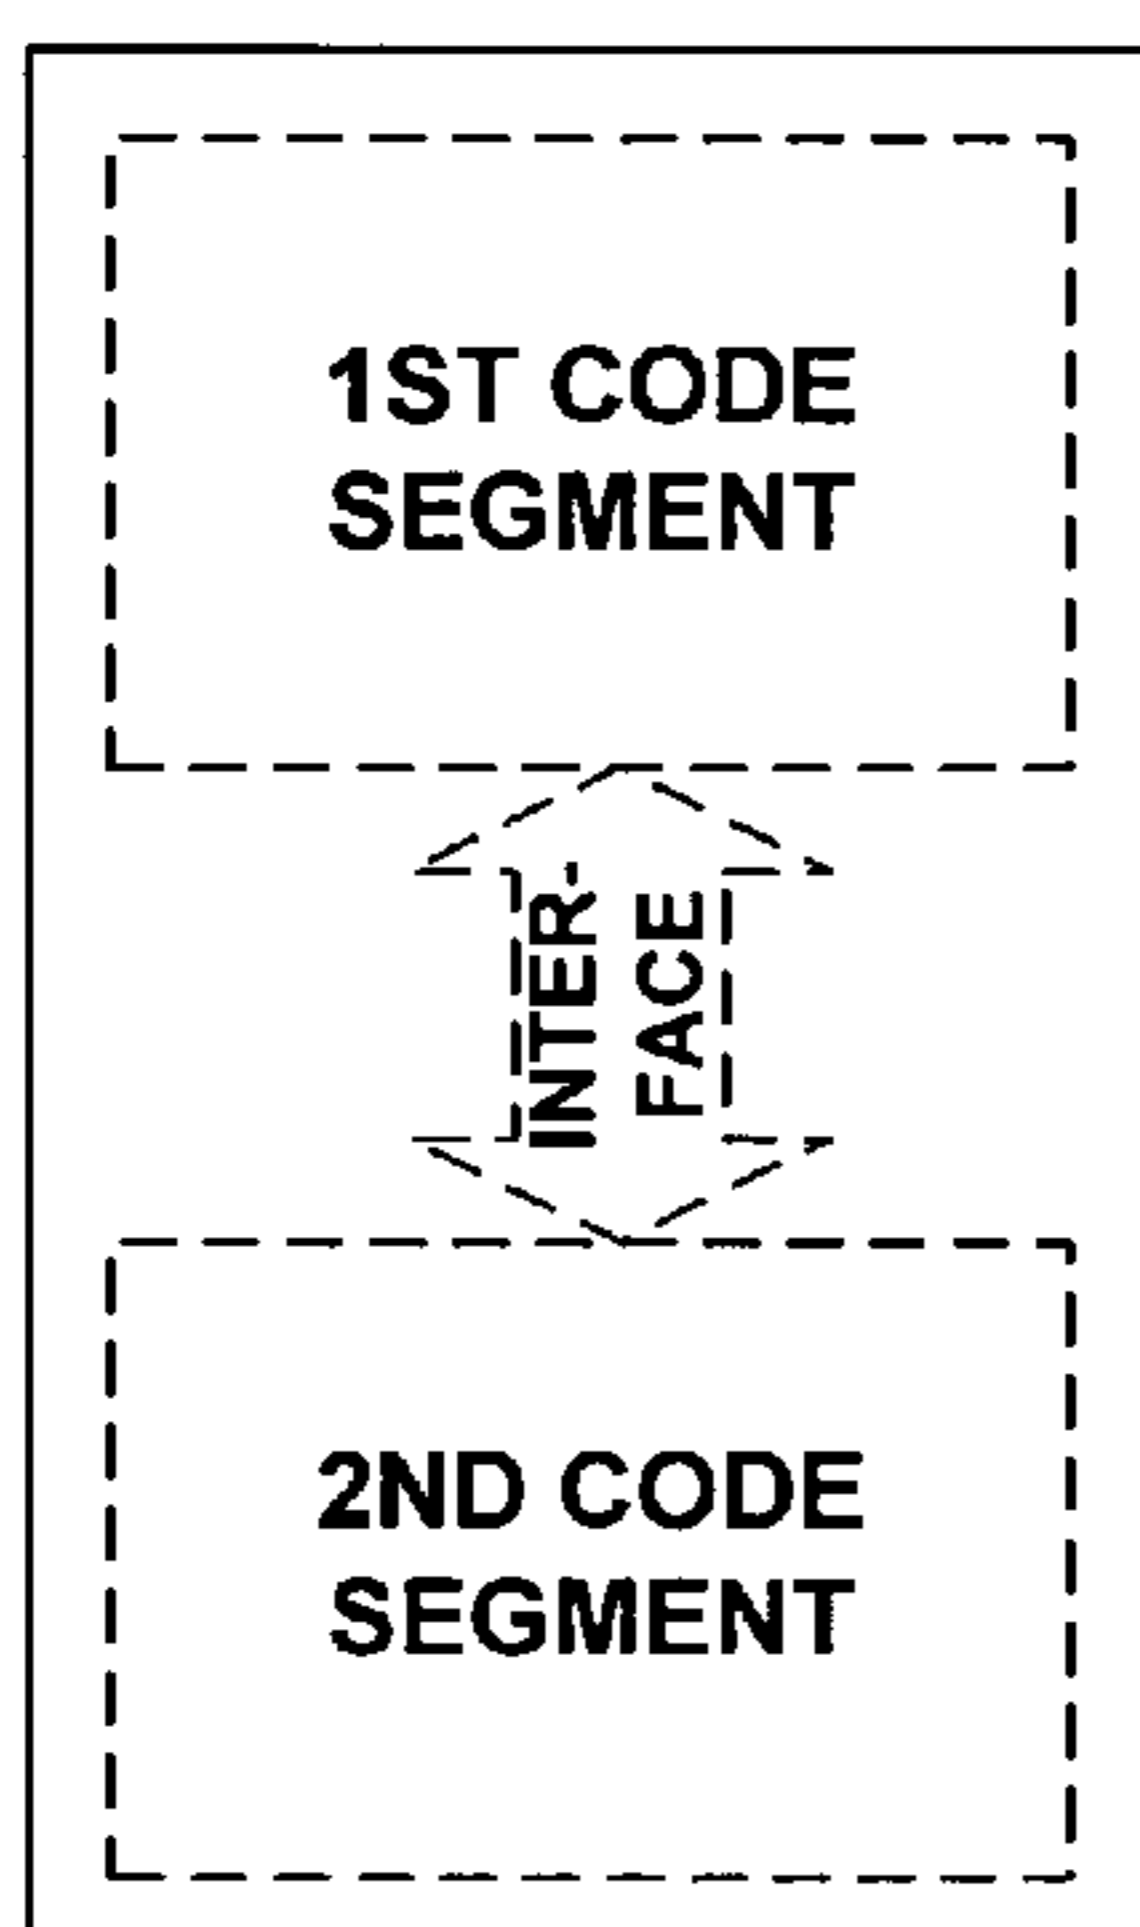 1ST CODE
SEGMENT
INTER-
FACE
2ND CODE
SEGMENT